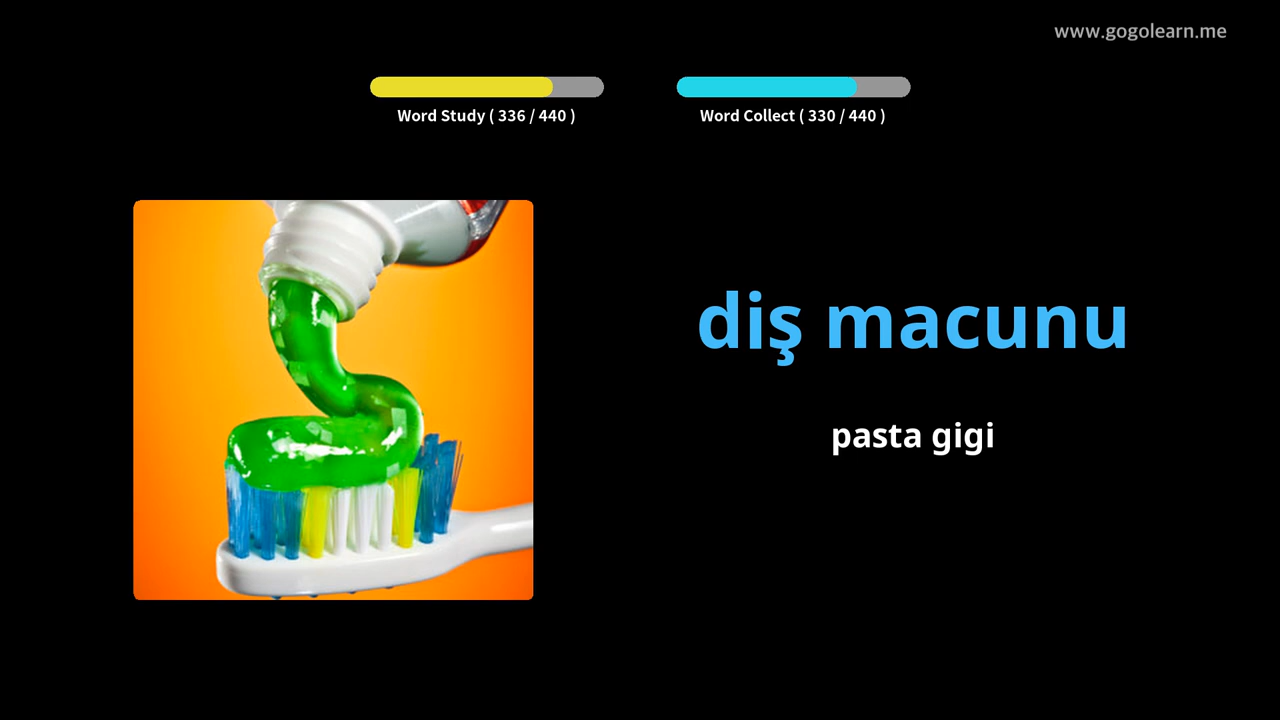 www.gogolearn.me
Word Study ( 336 / 440 )
Word Collect ( 330 / 440 )
diş macunu
pasta gigi